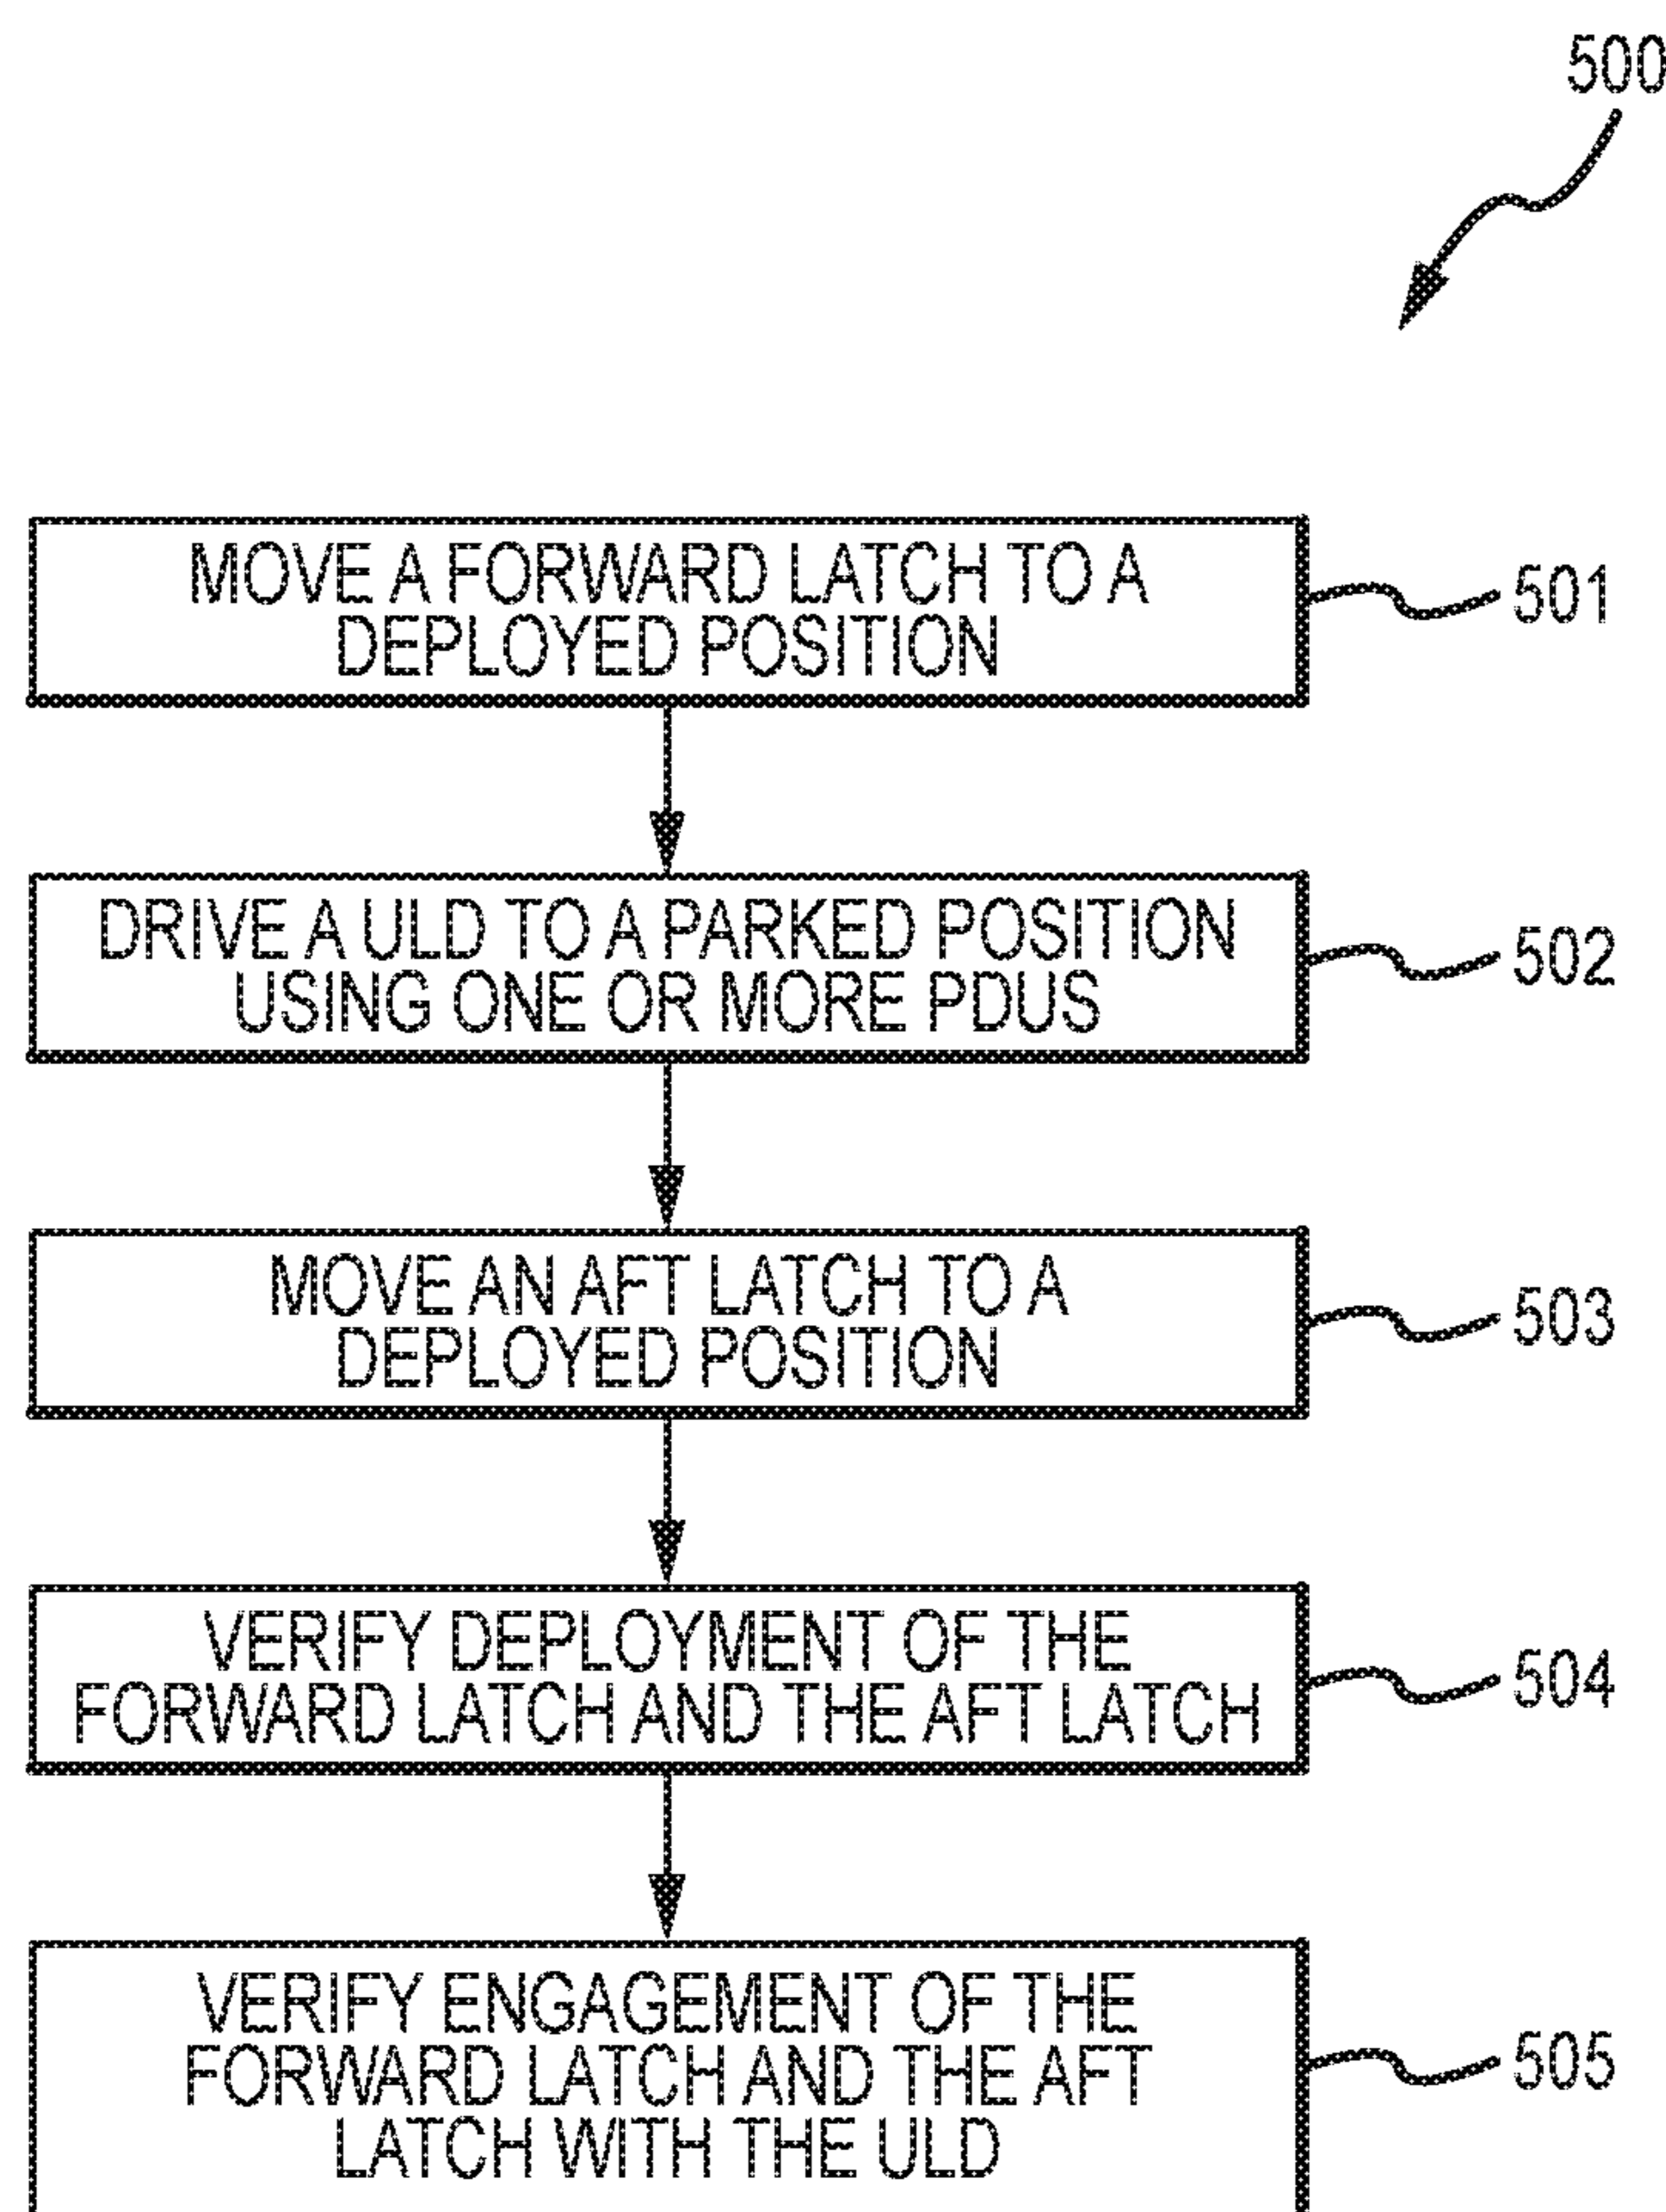 500
MOVE A FORWARD LATCH TO A
DEPLOYED POSITION
501
DRIVE A ULD TO A PARKED POSITION
USING ONE OR MORE PDUS
502
MOVE AN AFT LATCH TO A
DEPLOYED POSITION
503
VERIFY DEPLOYMENT OF THE
FORWARD LATCH AND THE AFT LATCH
504
VERIFY ENGAGEMENT OF THE
FORWARD LATCH AND THE AFT
LATCH WITH THE ULD
505